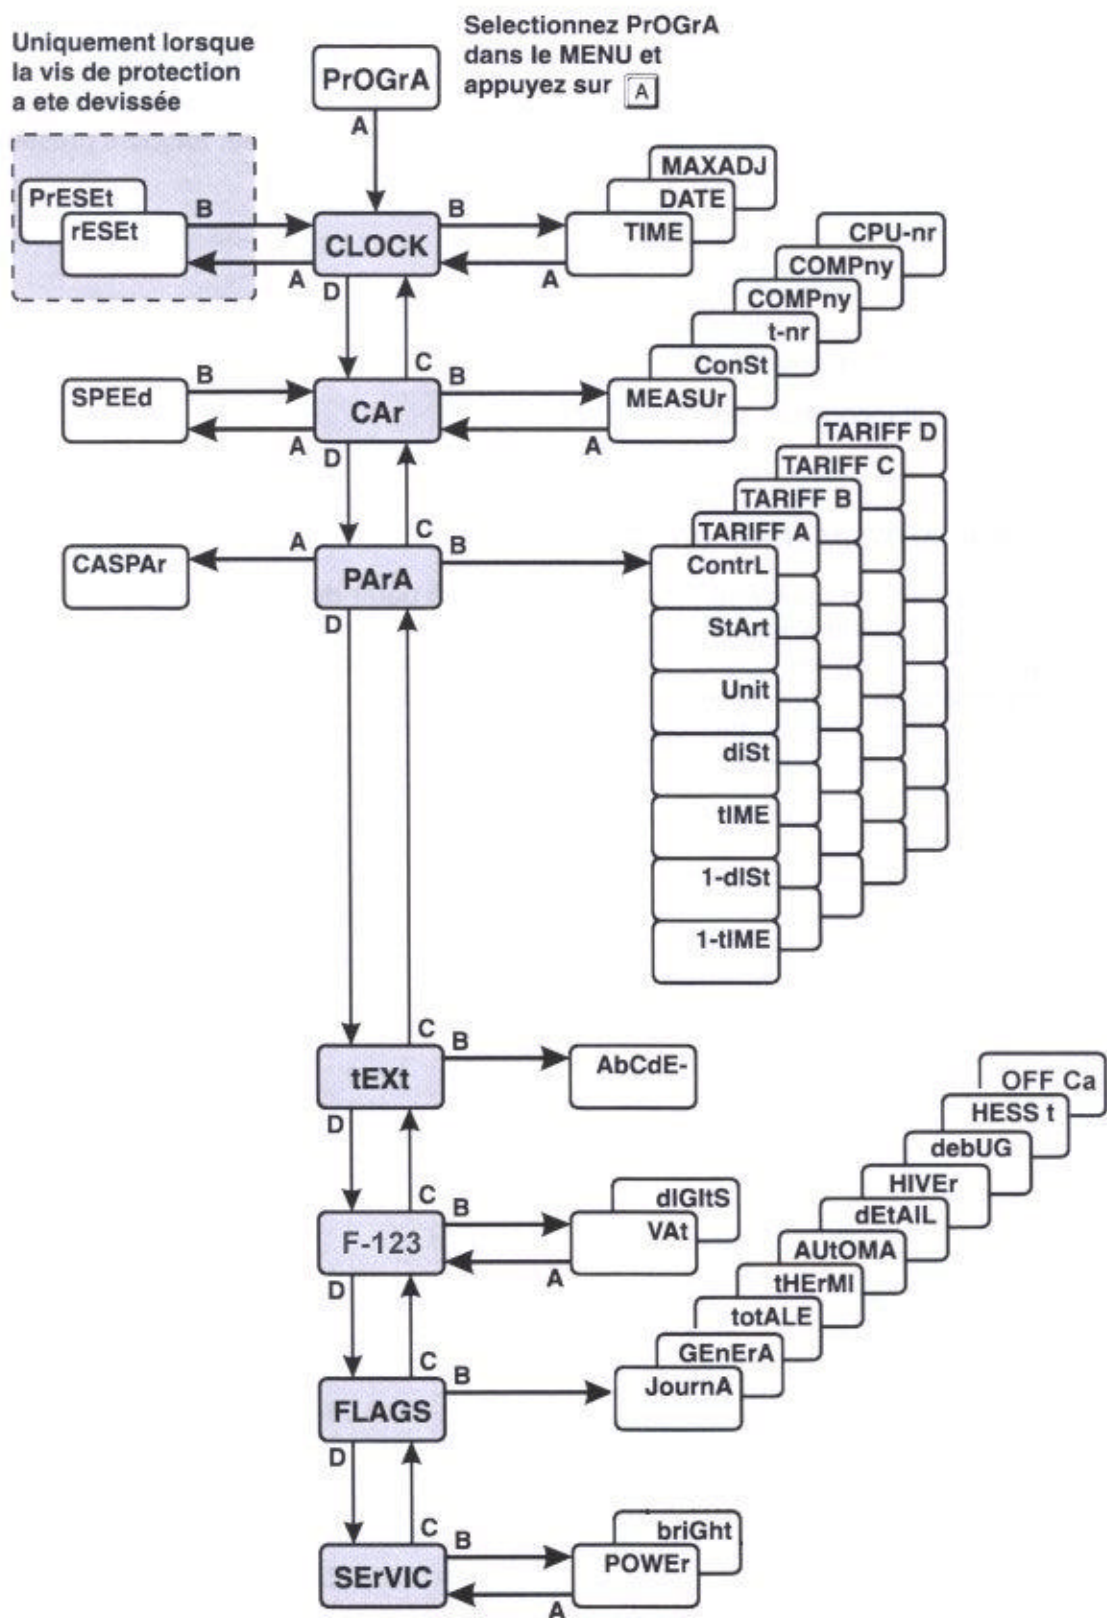 Uniquement lorsque
la vis de protection
a ete devissée
PrOGrA
Selectionnez PrOGrA
dans le MENU et
appuyez sur A
A
PrESEt
rESEt
B
A
CLOCK
B
A
MAXADJ
DATE
TIME
D
C
SPEEd
B
A
CAr
B
A
CPU-nr
COMPny
COMPny
t-nr
ConSt
MEASUr
D
C
CASPAr
A
PArA
B
TARIFF D
TARIFF C
TARIFF B
TARIFF A
ContrL
StArt
Unit
diSt
tIME
1-dISt
1-tIME
D
C
tEXt
B
AbCdE-
D
C
F-123
B
A
dIGItS
VAt
D
C
FLAGS
B
OFF Ca
HESS t
debUG
HIVEr
dEtAIL
AUtOMA
tHErMI
totALE
GEnErA
JournA
D
C
SErVIC
B
A
briGht
POWEr